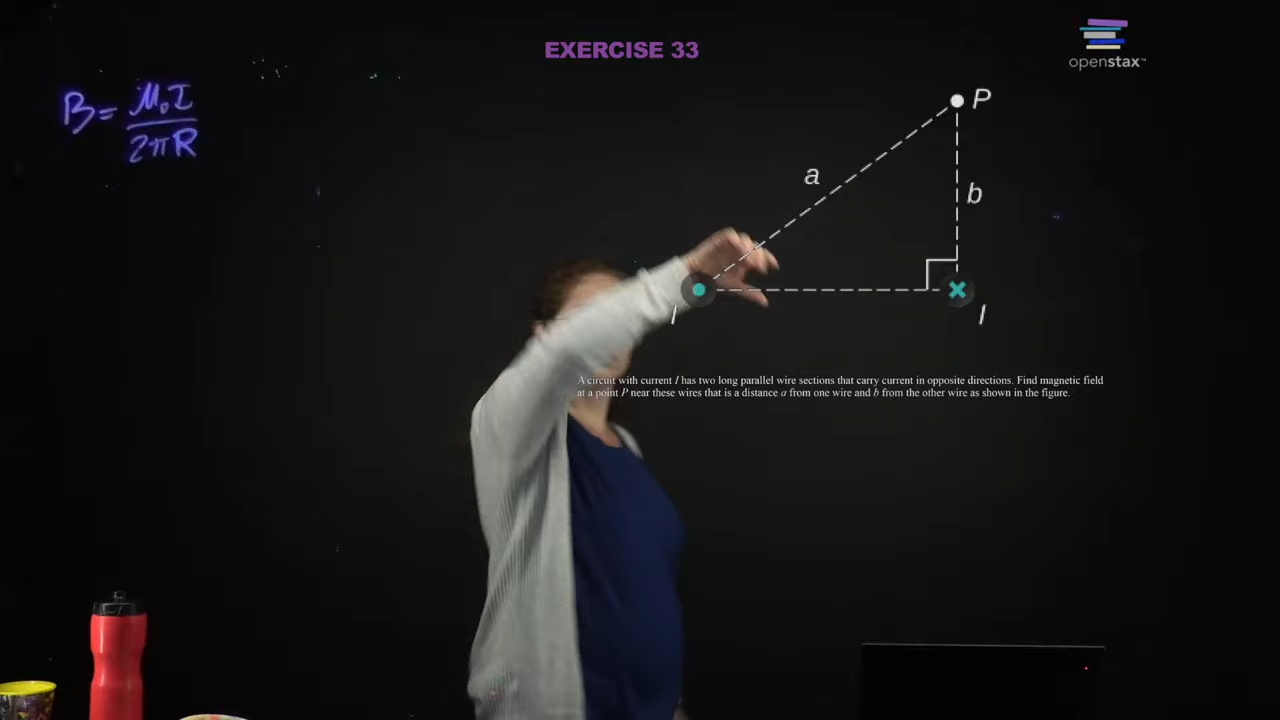 EXERCISE 33
openstax™
B = μ₀I / 2πR
P
a
b
I
I
A circuit with current I has two long parallel wire sections that carry current in opposite directions. Find magnetic field
at a point P near these wires that is a distance a from one wire and b from the other wire as shown in the figure.